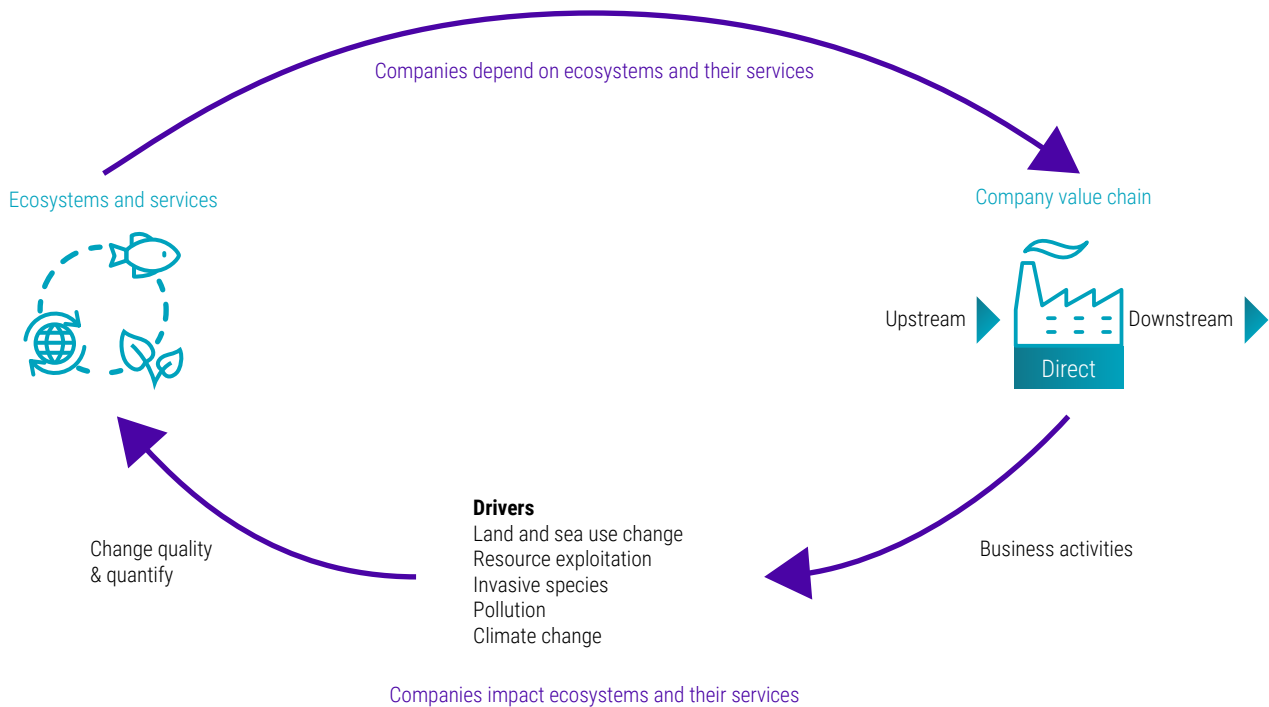 Companies depend on ecosystems and their services
Ecosystems and services
Company value chain
Upstream
Downstream
Direct
Drivers
Land and sea use change
Resource exploitation
Invasive species
Pollution
Climate change
Change quality
& quantify
Business activities
Companies impact ecosystems and their services